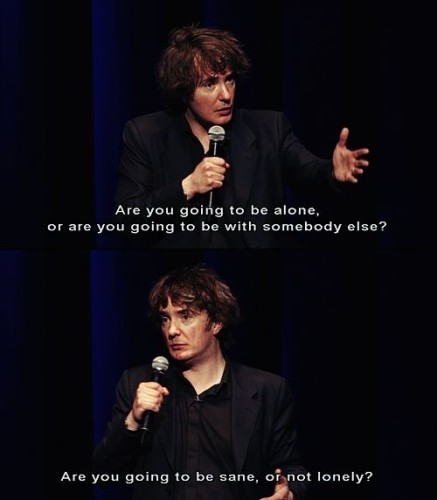 Are you going to be alone,
or are you going to be with somebody else?
Are you going to be sane, or not lonely?